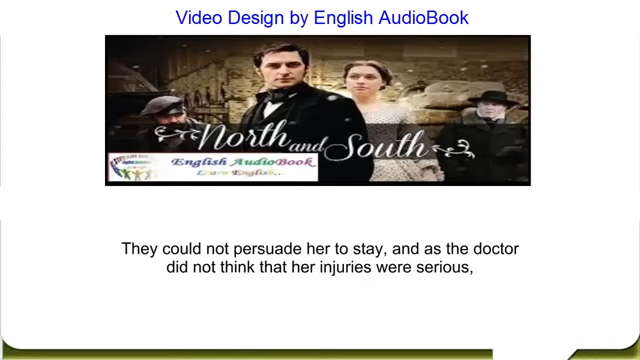 Video Design by English AudioBook
North and South
English AudioBook
Learn English...
They could not persuade her to stay, and as the doctor
did not think that her injuries were serious,